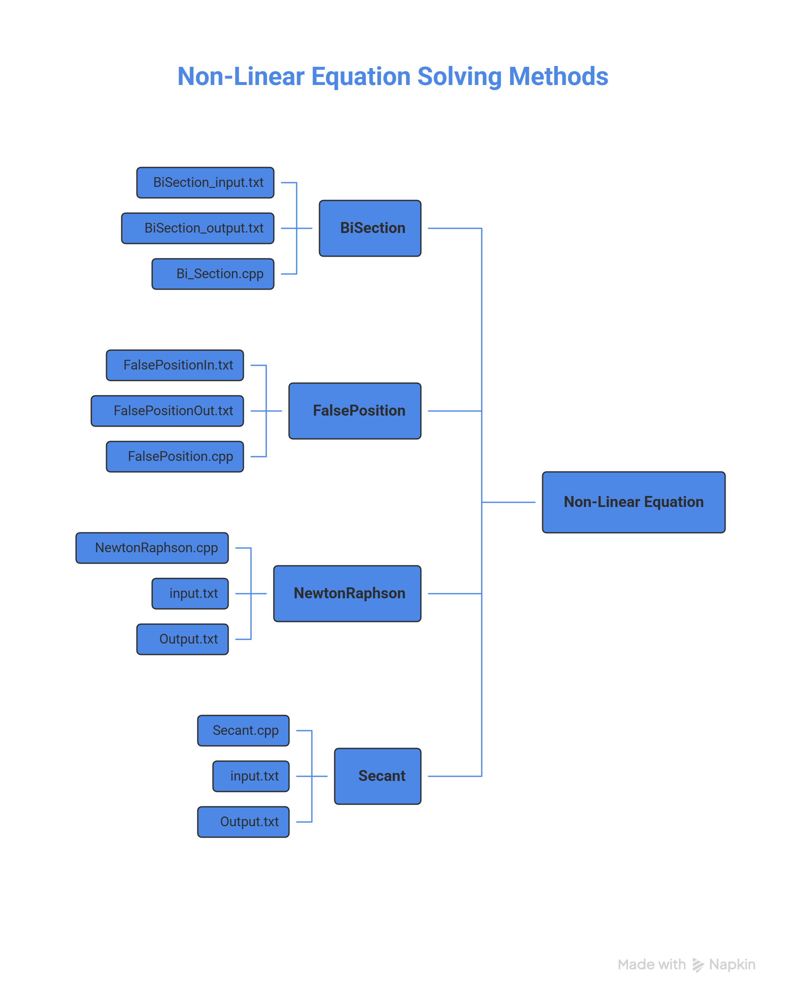 Non-Linear Equation Solving Methods
BiSection_input.txt
BiSection_output.txt
Bi_Section.cpp
BiSection
FalsePositionIn.txt
FalsePositionOut.txt
FalsePosition.cpp
FalsePosition
Non-Linear Equation
NewtonRaphson.cpp
input.txt
Output.txt
NewtonRaphson
Secant.cpp
input.txt
Output.txt
Secant
Made with Napkin